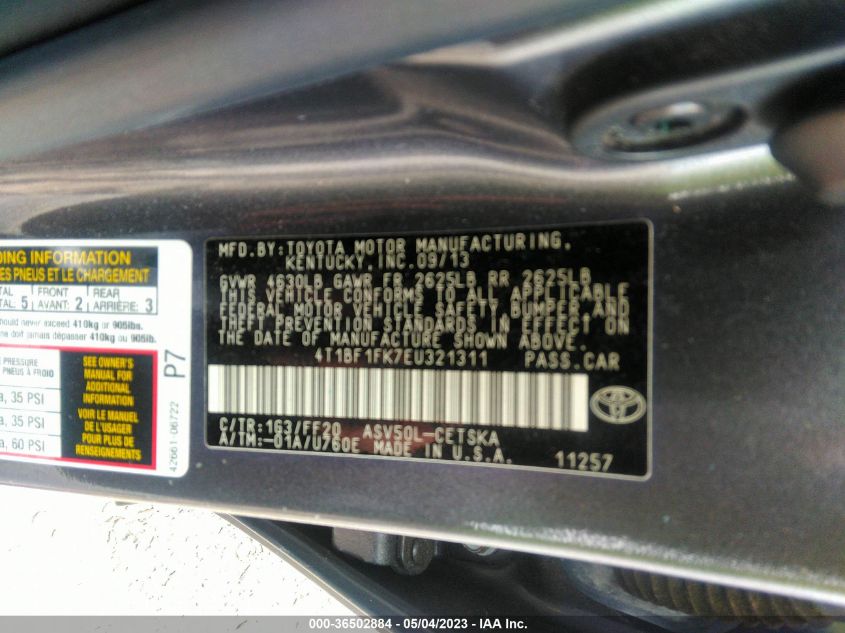 DING INFORMATION
ES PNEUS ET LE CHARGEMENT
TAL FRONT REAR
TAL: 5 AVANT: 2 ARRIÈRE: 3
hould never exceed 410kg or 905lbs.
ne doit jamais dépasser 410kg ou 905lbs.
PRESSURE
PNEUS À FROID
a, 35 PSI
a, 35 PSI
a, 60 PSI
SEE OWNER'S
MANUAL FOR
ADDITIONAL
INFORMATION
VOIR LE MANUEL
DE L'USAGER
POUR PLUS DE
RENSEIGNEMENTS
P7
42661-06722
MFD.BY:TOYOTA MOTOR MANUFACTURING,
KENTUCKY,INC.09/13
GVWR 4630LB GAWR FR 2625LB RR 2625LB
THIS VEHICLE CONFORMS TO ALL APPLICABLE
FEDERAL MOTOR VEHICLE SAFETY,BUMPER,AND
THEFT PREVENTION STANDARDS IN EFFECT ON
THE DATE OF MANUFACTURE SHOWN ABOVE.
4T1BF1FK7EU321311 PASS.CAR
C/TR:163/FF20 ASV50L-CETSKA
A/TM:-01A/U760E MADE IN U.S.A.
11257
000-36502884 - 05/04/2023 - IAA Inc.